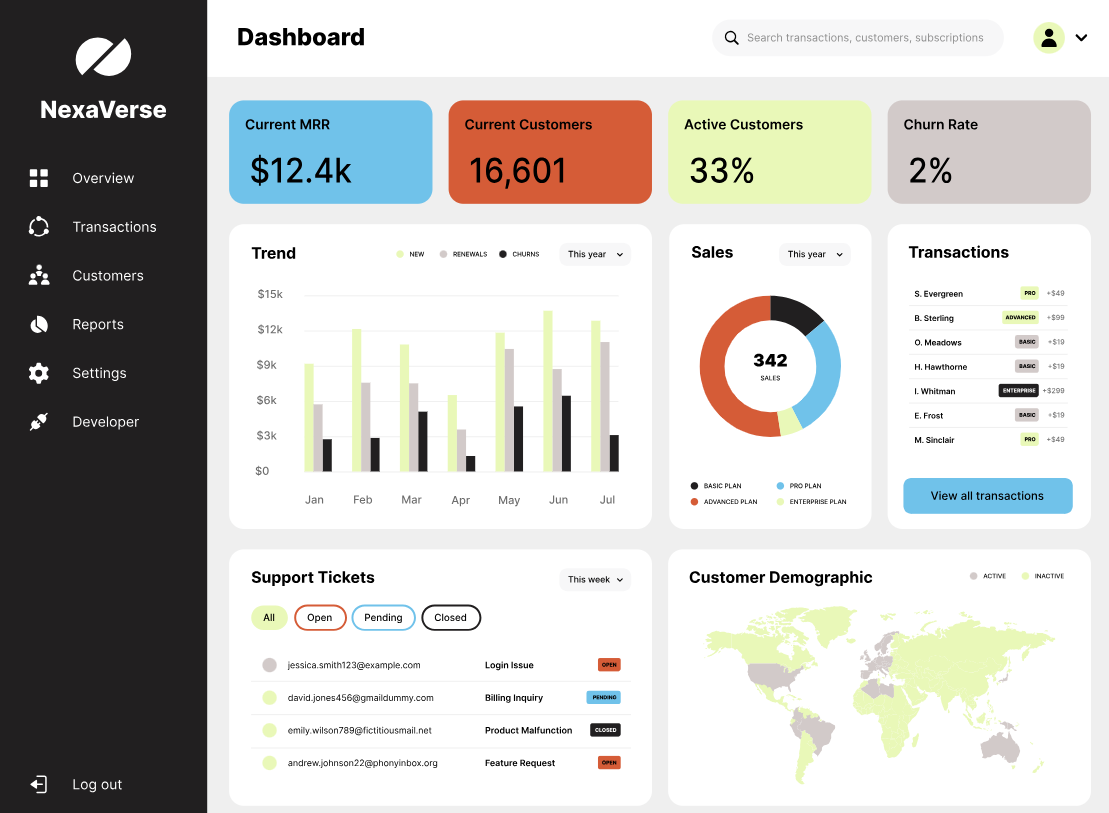 NexaVerse
Overview
Transactions
Customers
Reports
Settings
Developer
Log out
Dashboard
Search transactions, customers, subscriptions
Current MRR
$12.4k
Current Customers
16,601
Active Customers
33%
Churn Rate
2%
Trend
NEW RENEWALS CHURNS
This year
$15k
$12k
$9k
$6k
$3k
$0
Jan Feb Mar Apr May Jun Jul
Sales
This year
342
SALES
BASIC PLAN PRO PLAN
ADVANCED PLAN ENTERPRISE PLAN
Transactions
S. Evergreen PRO +$49
B. Sterling ADVANCED +$99
O. Meadows BASIC +$19
H. Hawthorne BASIC +$19
I. Whitman ENTERPRISE +$299
E. Frost BASIC +$19
M. Sinclair PRO +$49
View all transactions
Support Tickets
This week
All Open Pending Closed
jessica.smith123@example.com Login Issue OPEN
david.jones456@gmaildummy.com Billing Inquiry PENDING
emily.wilson789@fictitiousmail.net Product Malfunction CLOSED
andrew.johnson22@phonyinbox.org Feature Request OPEN
Customer Demographic
ACTIVE INACTIVE